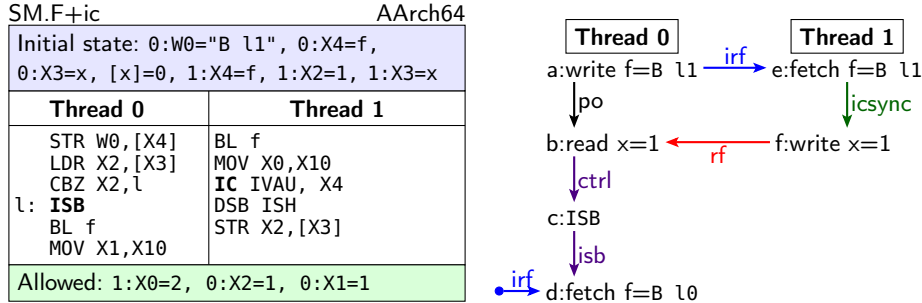 SM.F+ic AArch64
Initial state: 0:W0="B l1", 0:X4=f,
0:X3=x, [x]=0, 1:X4=f, 1:X2=1, 1:X3=x
Thread 0 Thread 1
STR W0,[X4] BL f
LDR X2,[X3] MOV X0,X10
CBZ X2,l IC IVAU, X4
l: ISB DSB ISH
BL f STR X2,[X3]
MOV X1,X10
Allowed: 1:X0=2, 0:X2=1, 0:X1=1
Thread 0 Thread 1
a:write f=B l1 irf e:fetch f=B l1
po icsync
b:read x=1 rf f:write x=1
ctrl
c:ISB
isb
irf d:fetch f=B l0